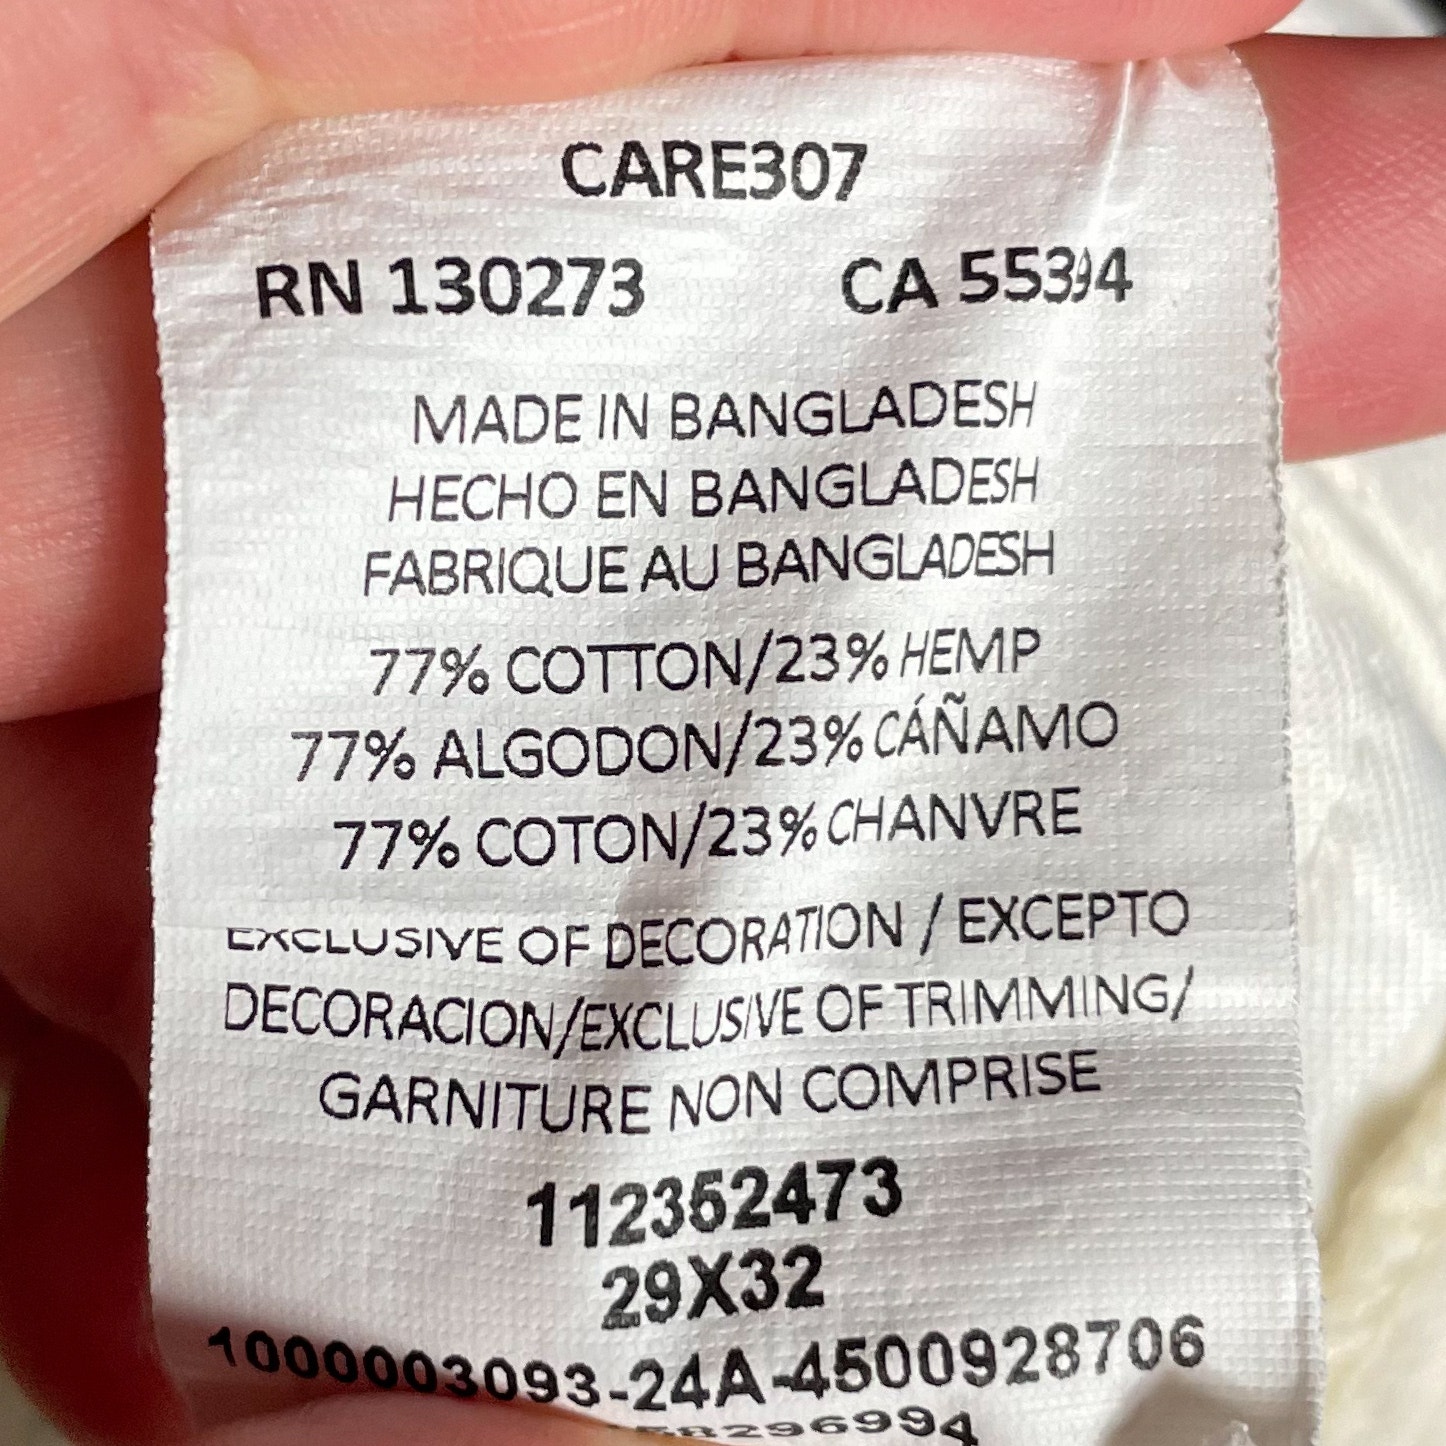 CARE307
RN 130273 CA 55394
MADE IN BANGLADESH
HECHO EN BANGLADESH
FABRIQUE AU BANGLADESH
77% COTTON/23% HEMP
77% ALGODON/23% CÁÑAMO
77% COTON/23% CHANVRE
EXCLUSIVE OF DECORATION / EXCEPTO
DECORACION/EXCLUSIVE OF TRIMMING/
GARNITURE NON COMPRISE
112352473
29X32
1000003093-24A-4500928706